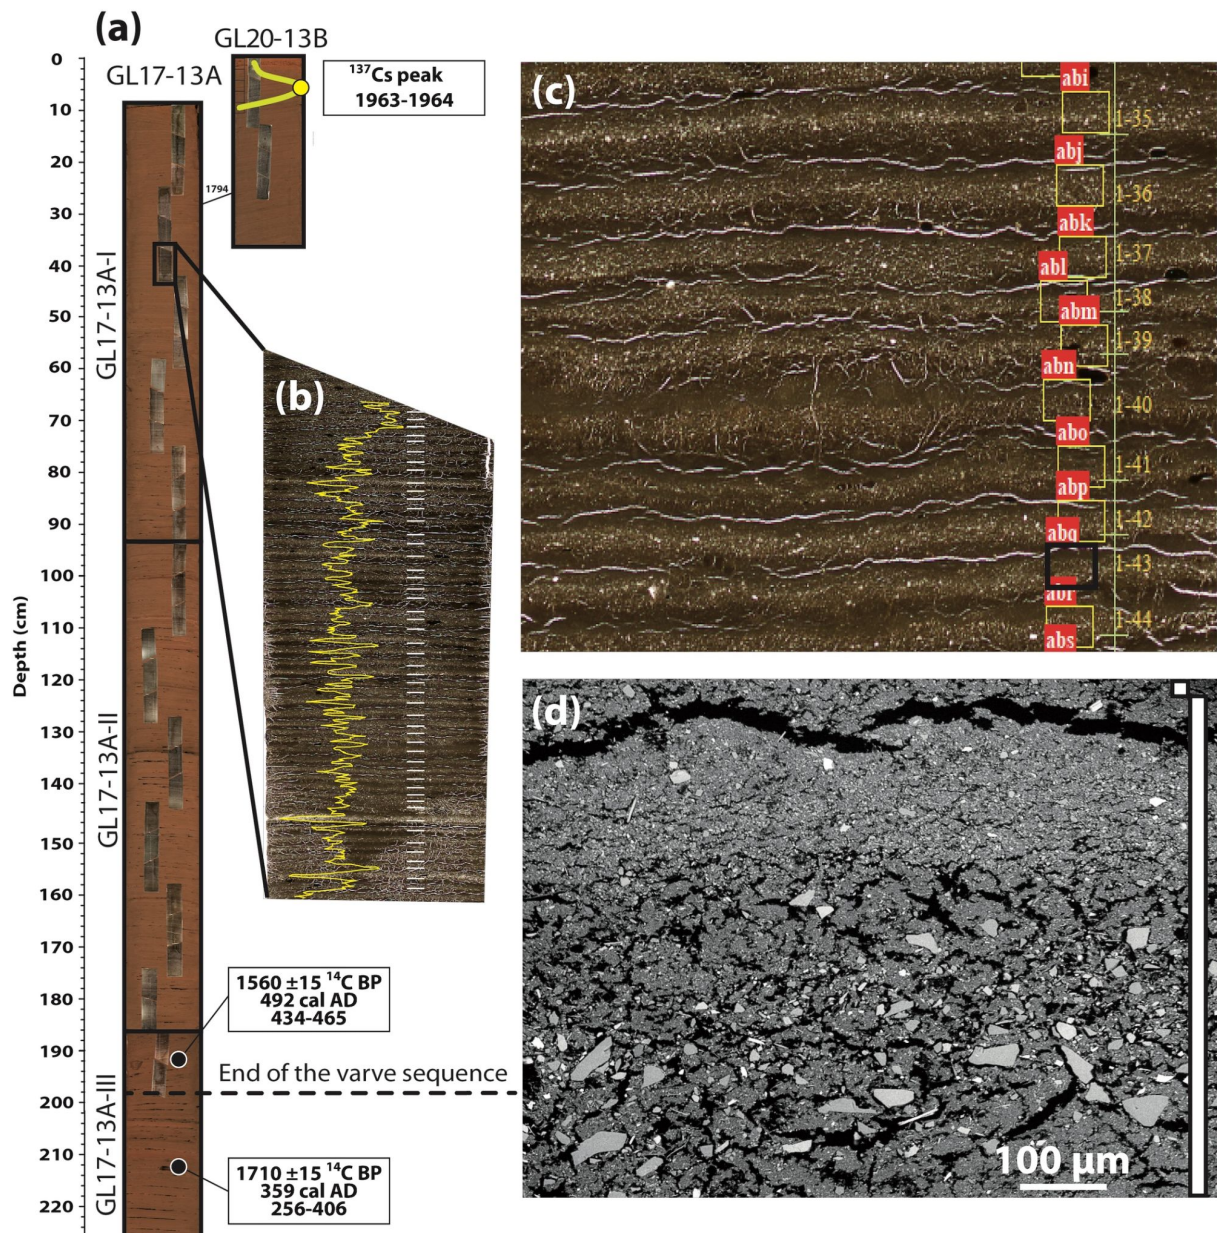 (a)
GL20-13B
GL17-13A
137Cs peak
1963-1964
1794
0
10
20
30
40
50
60
70
80
90
100
110
120
130
140
150
160
170
180
190
200
210
220
Depth (cm)
GL17-13A-I
GL17-13A-II
GL17-13A-III
(b)
1560 ±15 14C BP
492 cal AD
434-465
End of the varve sequence
1710 ±15 14C BP
359 cal AD
256-406
(c)
abi
1-35
abj
1-36
abk
1-37
abl
1-38
abm
1-39
abn
1-40
abo
1-41
abp
1-42
abq
1-43
abr
1-44
abs
(d)
100 µm